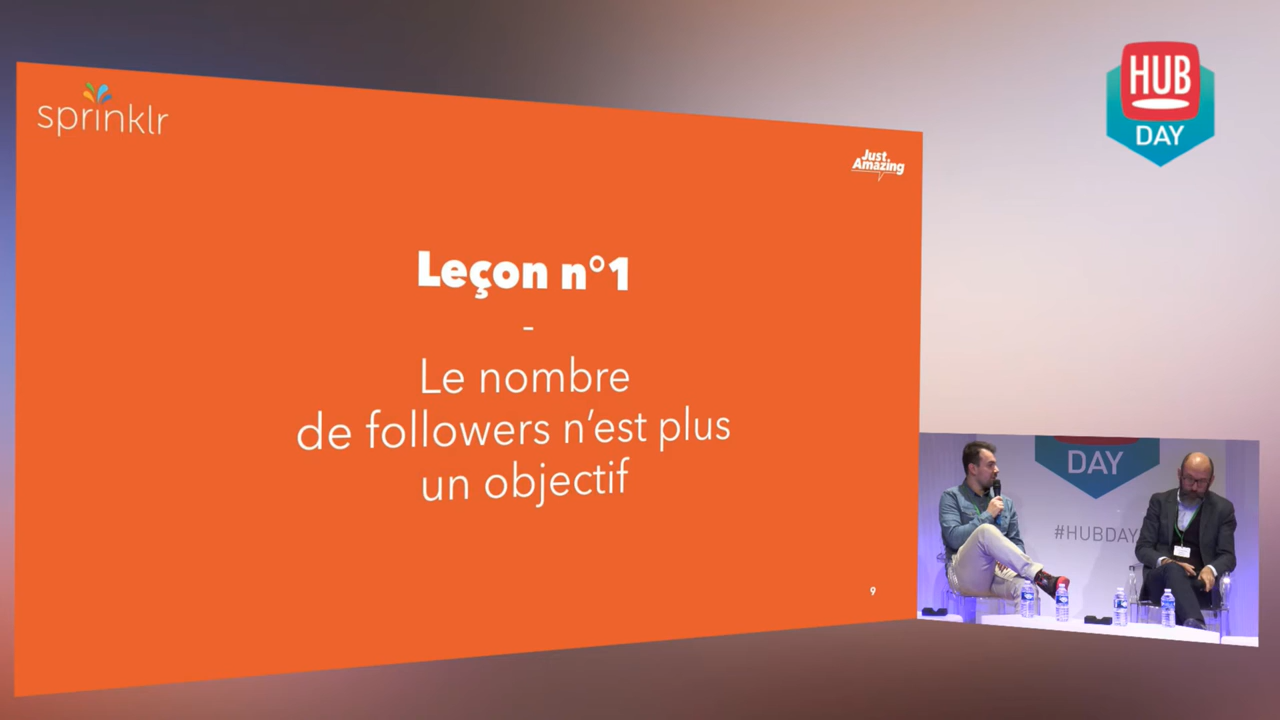 sprinklr
Just
Amazing
Leçon n°1
-
Le nombre
de followers n'est plus
un objectif
9
HUB
DAY
DAY
#HUBDAY